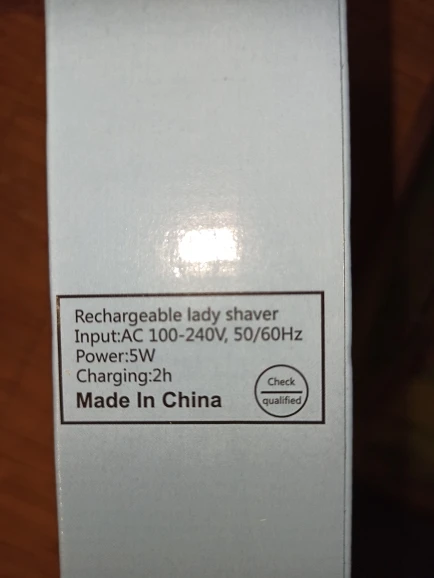 Rechargeable lady shaver
Input:AC 100-240V, 50/60Hz
Power:5W
Charging:2h
Made In China
Check
qualified